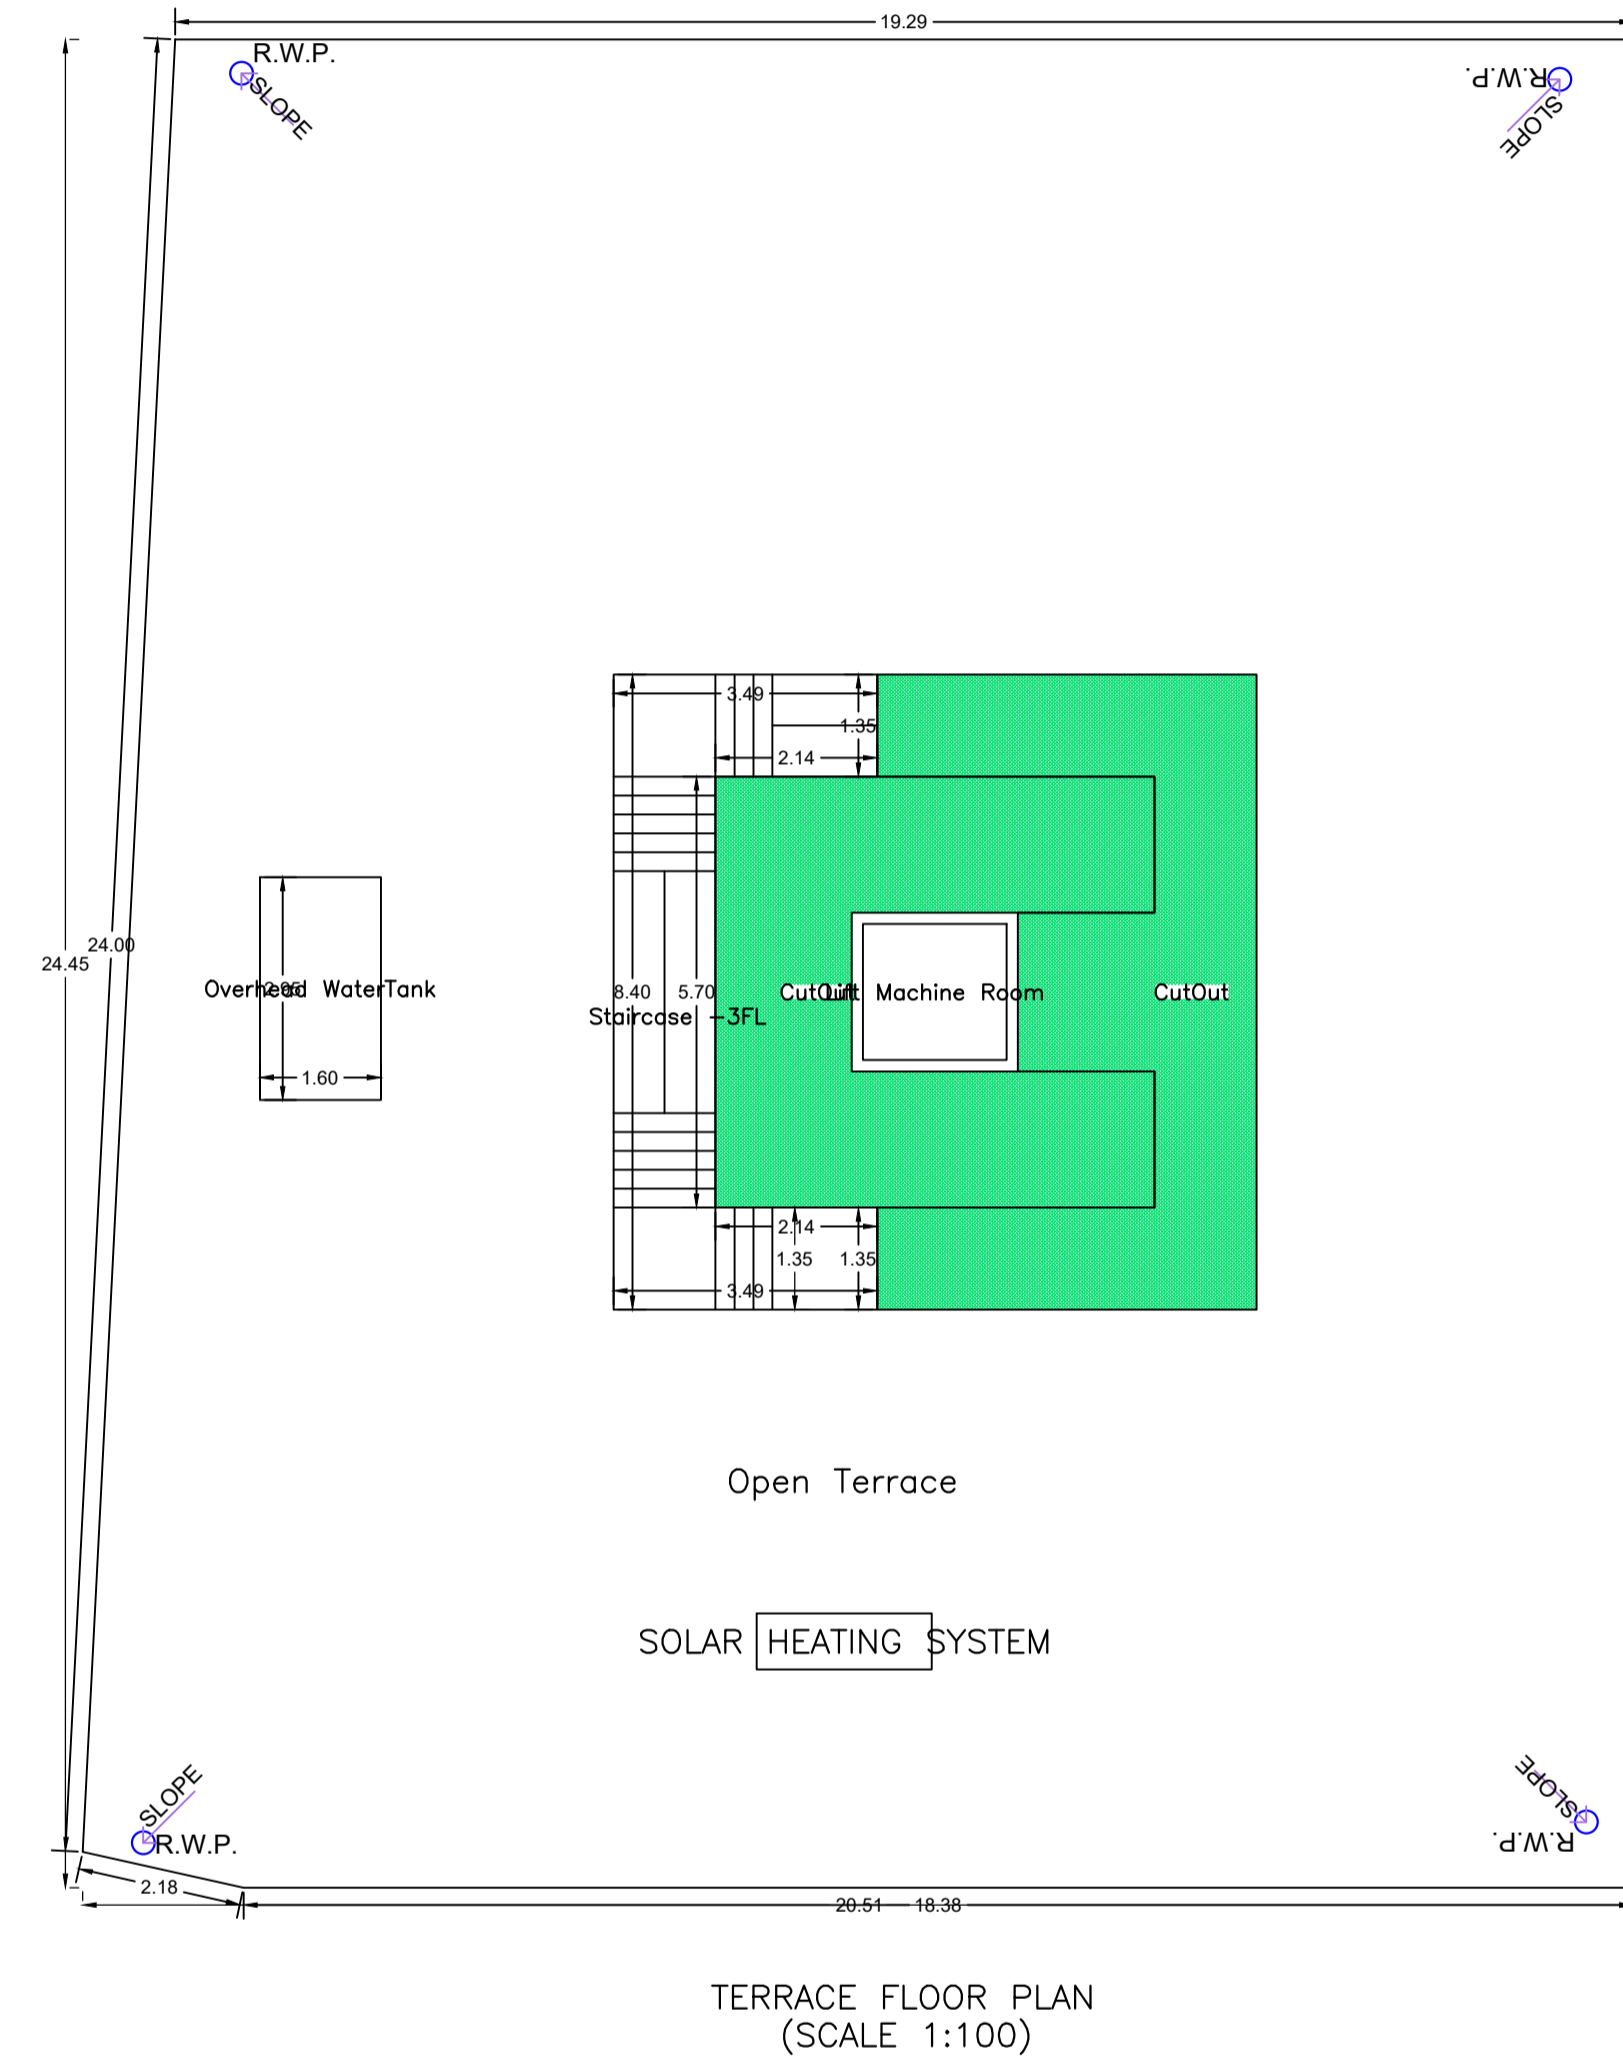 19.29
R.W.P.
SLOPE
R.W.P.
SLOPE
3.49
1.35
2.14
24.00
24.45
Overhead WaterTank
2.95
1.60
8.40
5.70
Staircase -3FL
CutOut
Lift Machine Room
CutOut
2.14
1.35
1.35
3.49
Open Terrace
SOLAR HEATING SYSTEM
SLOPE
R.W.P.
SLOPE
R.W.P.
2.18
20.51
18.38
TERRACE FLOOR PLAN
(SCALE 1:100)